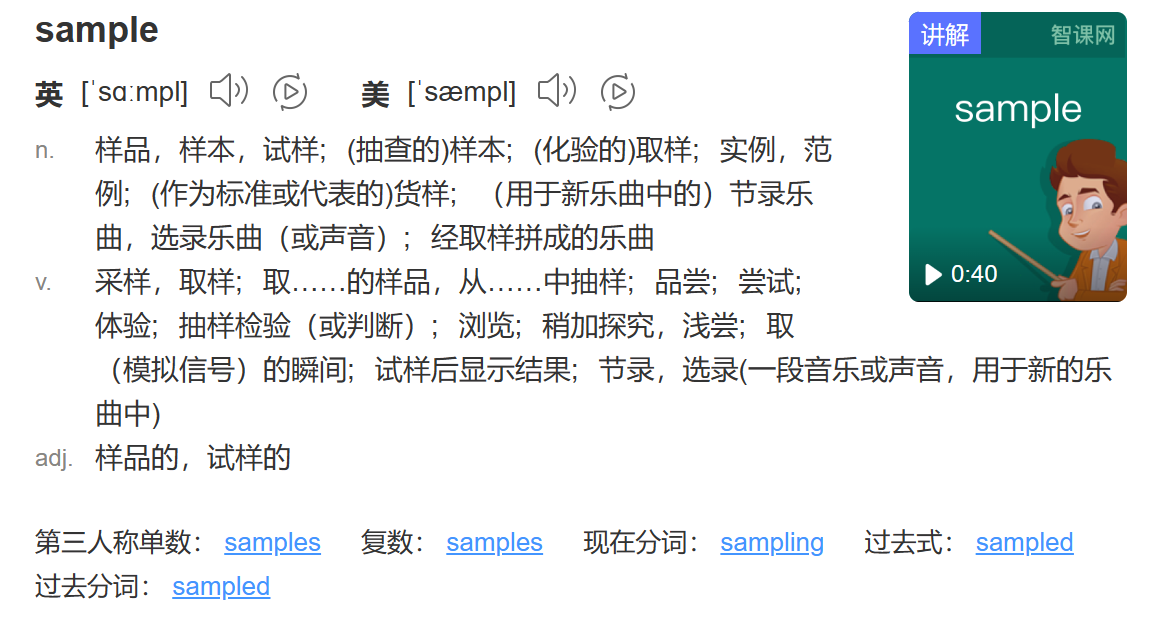 sample
讲解 智课网
sample
0:40
英 [ˈsɑːmpl] 美 [ˈsæmpl]
n. 样品，样本，试样；(抽查的)样本；(化验的)取样；实例，范
例；(作为标准或代表的)货样；（用于新乐曲中的）节录乐
曲，选录乐曲（或声音）；经取样拼成的乐曲
v. 采样，取样；取……的样品，从……中抽样；品尝；尝试；
体验；抽样检验（或判断）；浏览；稍加探究，浅尝；取
（模拟信号）的瞬间；试样后显示结果；节录，选录(一段音乐或声音，用于新的乐
曲中)
adj. 样品的，试样的
第三人称单数： samples 复数： samples 现在分词： sampling 过去式： sampled
过去分词： sampled